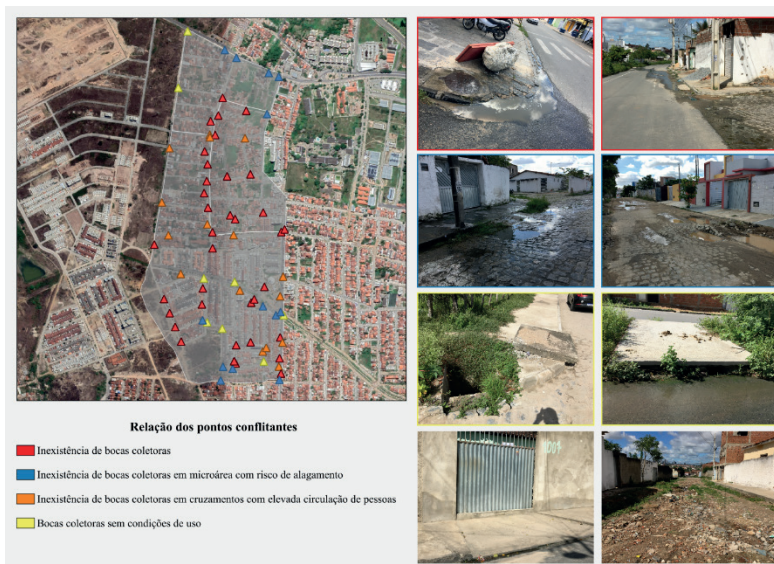 Relação dos pontos conflitantes
Inexistência de bocas coletoras
Inexistência de bocas coletoras em microárea com risco de alagamento
Inexistência de bocas coletoras em cruzamentos com elevada circulação de pessoas
Bocas coletoras sem condições de uso